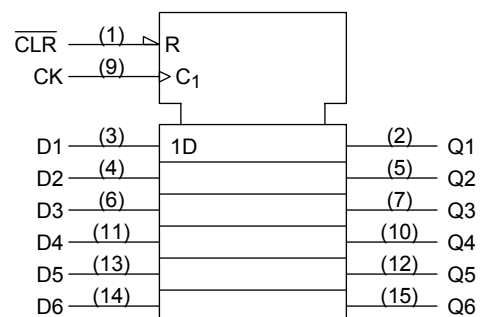 CLR (1) R
CK (9) C1
D1 (3) 1D (2) Q1
D2 (4) (5) Q2
D3 (6) (7) Q3
D4 (11) (10) Q4
D5 (13) (12) Q5
D6 (14) (15) Q6